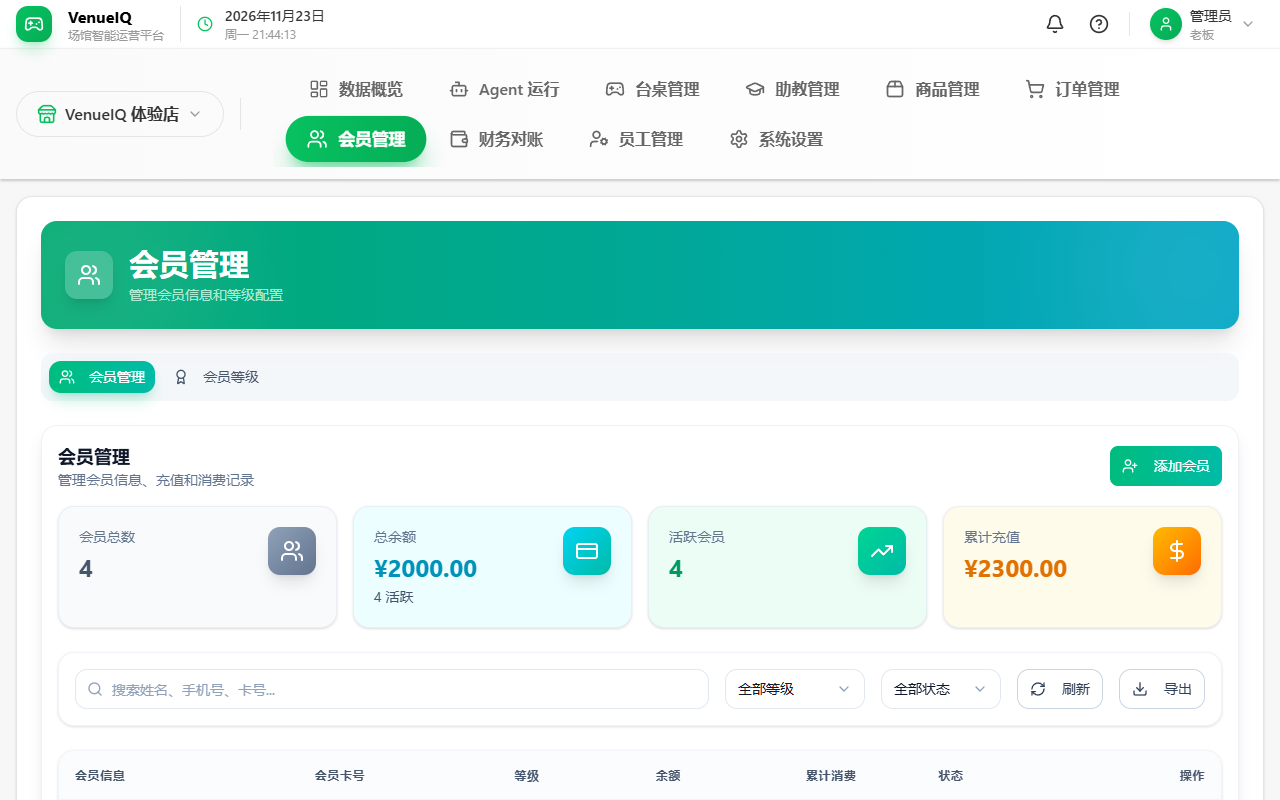 VenueIQ
场馆智能运营平台
2026年11月23日
周一 21:44:13
管理员
老板
VenueIQ 体验店
数据概览
Agent 运行
台桌管理
助教管理
商品管理
订单管理
会员管理
财务对账
员工管理
系统设置
会员管理
管理会员信息和等级配置
会员管理
会员等级
会员管理
管理会员信息、充值和消费记录
添加会员
会员总数
4
总余额
¥2000.00
4 活跃
活跃会员
4
累计充值
¥2300.00
搜索姓名、手机号、卡号...
全部等级
全部状态
刷新
导出
会员信息 会员卡号 等级 余额 累计消费 状态 操作